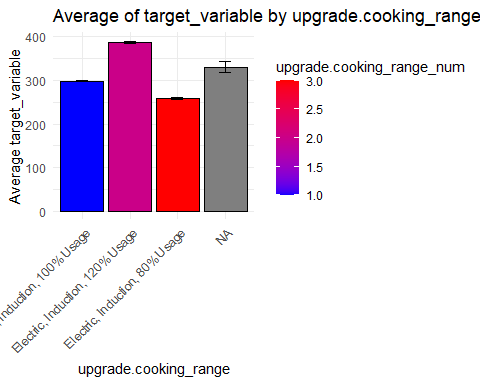 Average of target_variable by upgrade.cooking_range
Average target_variable
400
300
200
100
0
Induction, 100% Usage
Electric, Induction, 120% Usage
Electric, Induction, 80% Usage
NA
upgrade.cooking_range
upgrade.cooking_range_num
3.0
2.5
2.0
1.5
1.0